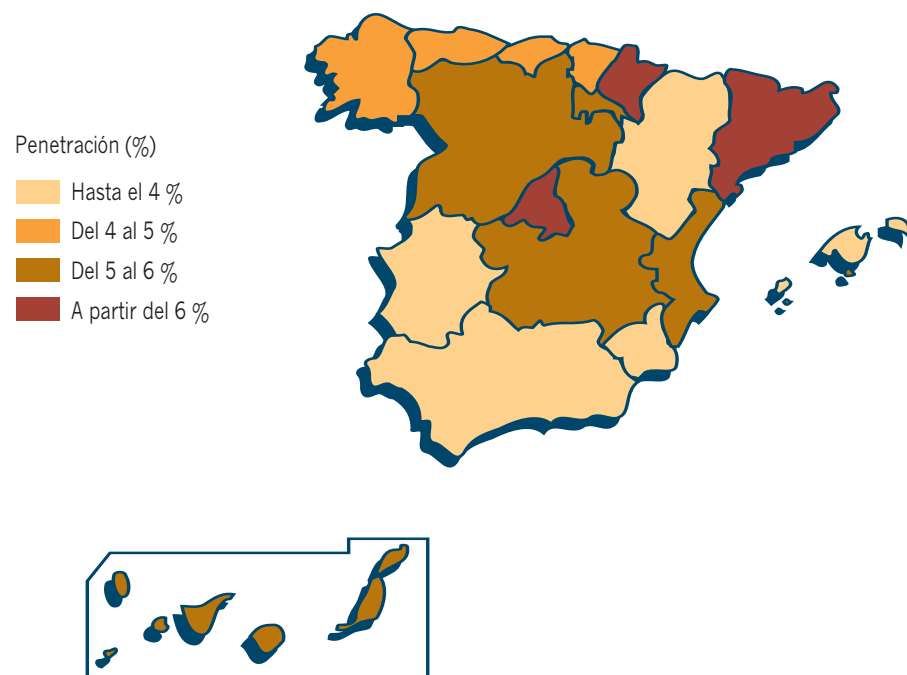 Penetración (%)
Hasta el 4 %
Del 4 al 5 %
Del 5 al 6 %
A partir del 6 %